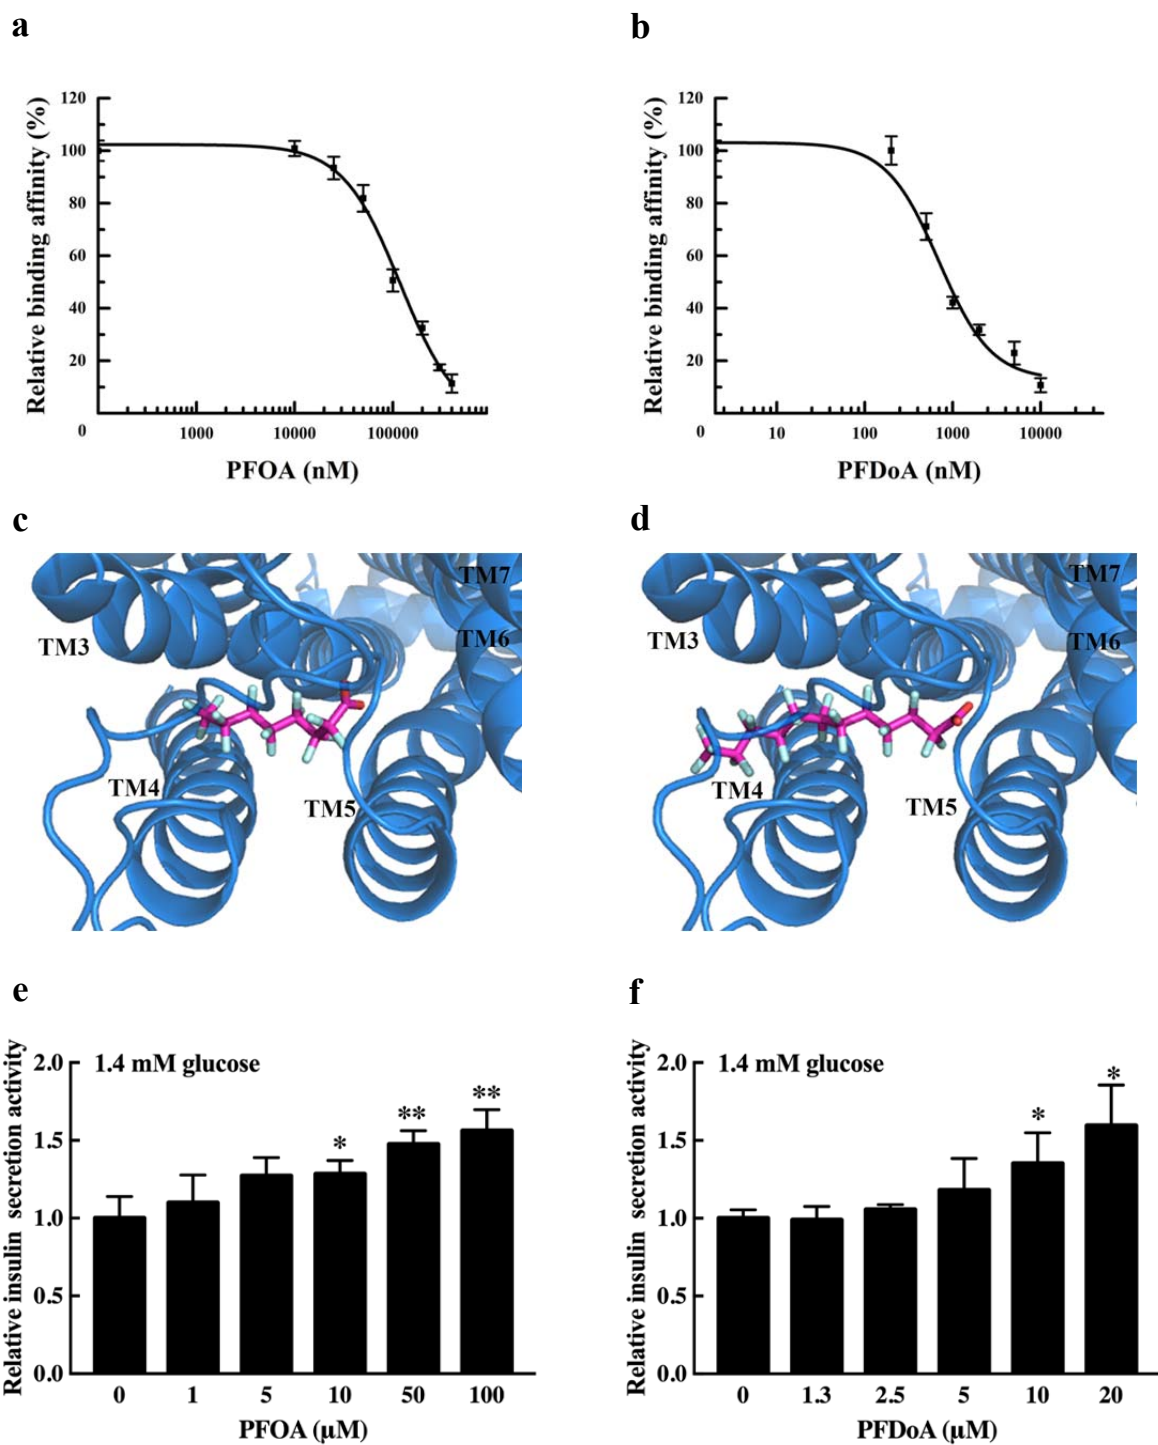 a
b
Relative binding affinity (%)
120
100
80
60
40
20
0
1000
10000
100000
PFOA (nM)
Relative binding affinity (%)
120
100
80
60
40
20
0
10
100
1000
10000
PFDoA (nM)
c
d
TM7
TM6
TM3
TM4
TM5
TM7
TM6
TM3
TM4
TM5
e
f
Relative insulin secretion activity
1.4 mM glucose
2.0
1.5
1.0
0.5
0.0
*
**
**
0 1 5 10 50 100
PFOA (μM)
Relative insulin secretion activity
1.4 mM glucose
2.0
1.5
1.0
0.5
0.0
*
*
0 1.3 2.5 5 10 20
PFDoA (μM)